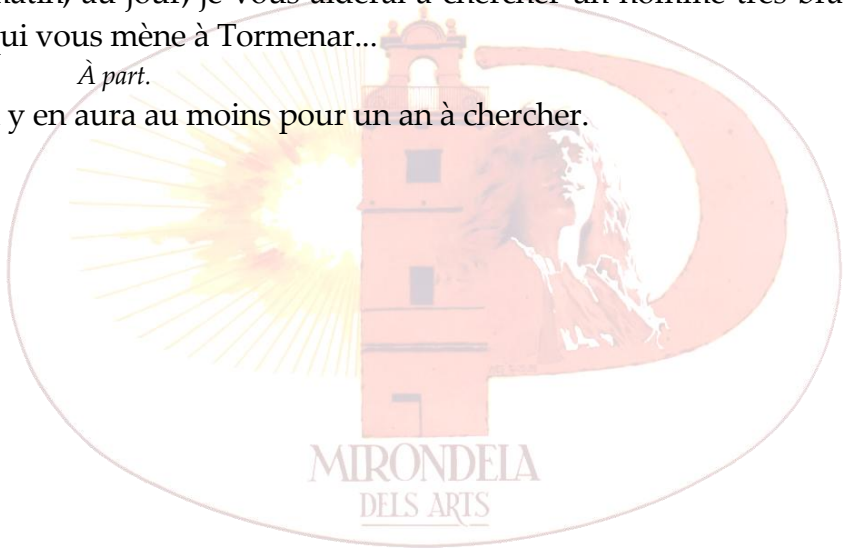 matin, au jour, je vous aiderai à chercher un homme très bru
qui vous mène à Tormenar...
À part.
y en aura au moins pour un an à chercher.
MIRONDELA
DELS ARTS